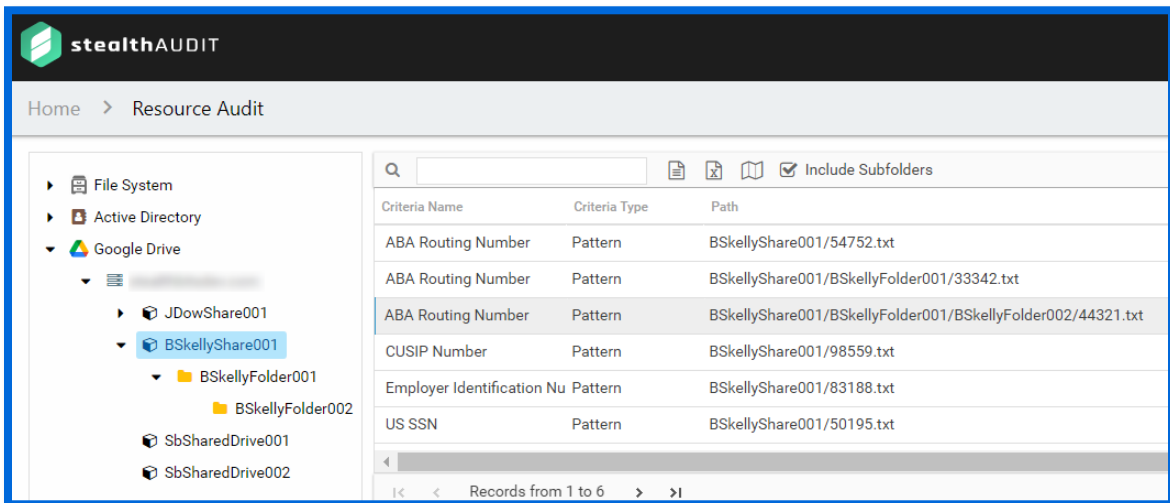 stealthAUDIT
Home > Resource Audit
File System
Active Directory
Google Drive
JDowShare001
BSkellyShare001
BSkellyFolder001
BSkellyFolder002
SbSharedDrive001
SbSharedDrive002
Include Subfolders
Criteria Name Criteria Type Path
ABA Routing Number Pattern BSkellyShare001/54752.txt
ABA Routing Number Pattern BSkellyShare001/BSkellyFolder001/33342.txt
ABA Routing Number Pattern BSkellyShare001/BSkellyFolder001/BSkellyFolder002/44321.txt
CUSIP Number Pattern BSkellyShare001/98559.txt
Employer Identification Nu Pattern BSkellyShare001/83188.txt
US SSN Pattern BSkellyShare001/50195.txt
Records from 1 to 6